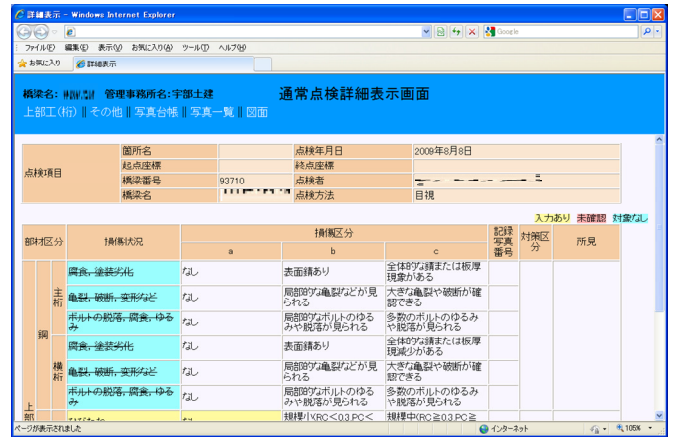 詳細表示 - Windows Internet Explorer
Google
ファイル(F) 編集(E) 表示(V) お気に入り(A) ツール(T) ヘルプ(H)
お気に入り 詳細表示
橋梁名: 管理事務所名:宇部土建 通常点検詳細表示画面
上部工(桁) || その他 || 写真台帳 || 写真一覧 || 図面
点検項目
箇所名 点検年月日 2009年8月8日
起点座標 終点座標
橋梁番号 93710 点検者
橋梁名 点検方法 目視
入力あり 未確認 対象なし
部材区分 損傷状況 損傷区分 記録写真番号 対策区分 所見
a b c
上部
鋼
主桁
腐食, 塗装劣化 なし 表面錆あり 全体的な錆または板厚現象がある
亀裂, 破断, 変形など なし 局部的な亀裂などが見られる 大きな亀裂や破断が確認できる
ボルトの脱落, 腐食, ゆるみ なし 局部的なボルトのゆるみや脱落が見られる 多数のボルトのゆるみや脱落が見られる
横桁
腐食, 塗装劣化 なし 表面錆あり 全体的な錆または板厚現減少がある
亀裂, 破断, 変形など なし 局部的な亀裂などが見られる 大きな亀裂や破断が確認できる
ボルトの脱落, 腐食, ゆるみ なし 局部的なボルトのゆるみや脱落が見られる 多数のボルトのゆるみや脱落が見られる
規模小(RC<0.3,PC< 規模中(RC≧0.3,PC≧
ページが表示されました インターネット 105%